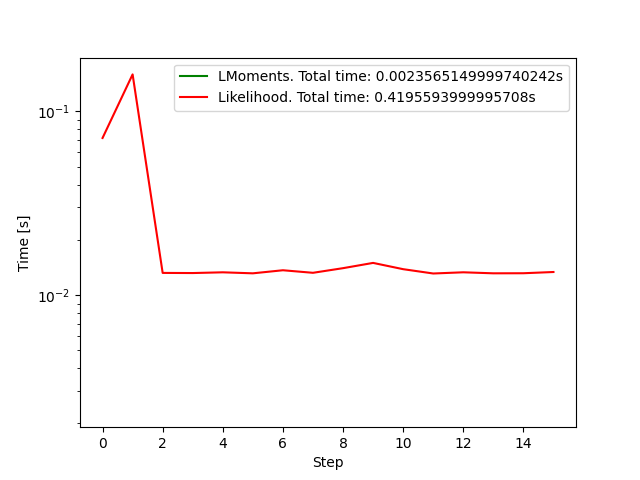 LMoments. Total time: 0.0023565149999740242s
Likelihood. Total time: 0.4195593999995708s
10⁻¹
10⁻²
Time [s]
0 2 4 6 8 10 12 14
Step